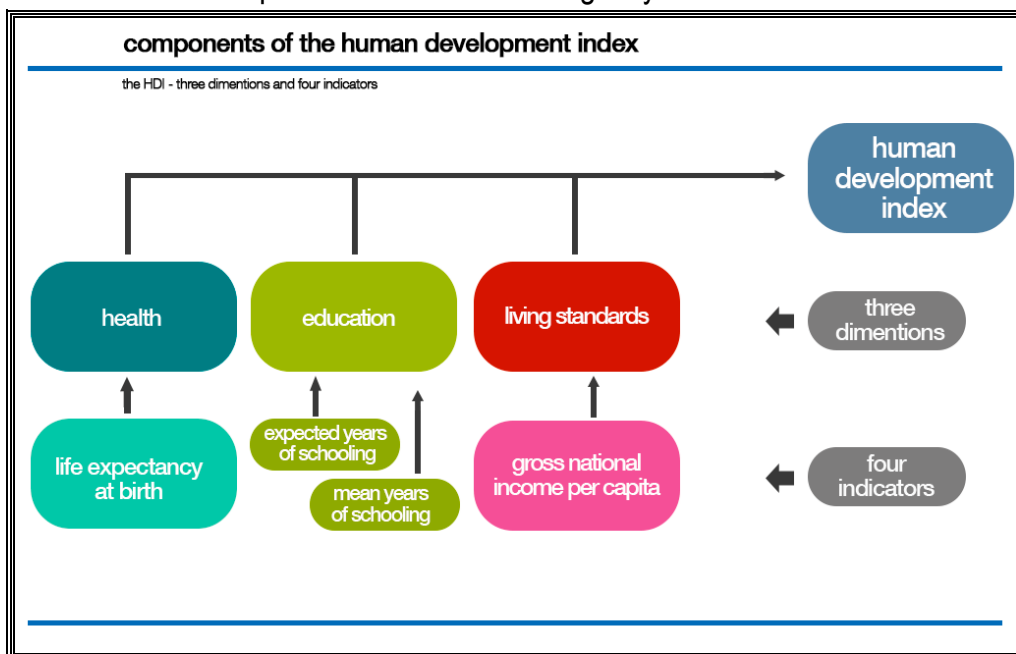 components of the human development index
the HDI - three dimentions and four indicators
human
development
index
health
education
living standards
three
dimentions
life expectancy
at birth
expected years
of schooling
mean years
of schooling
gross national
income per capita
four
indicators